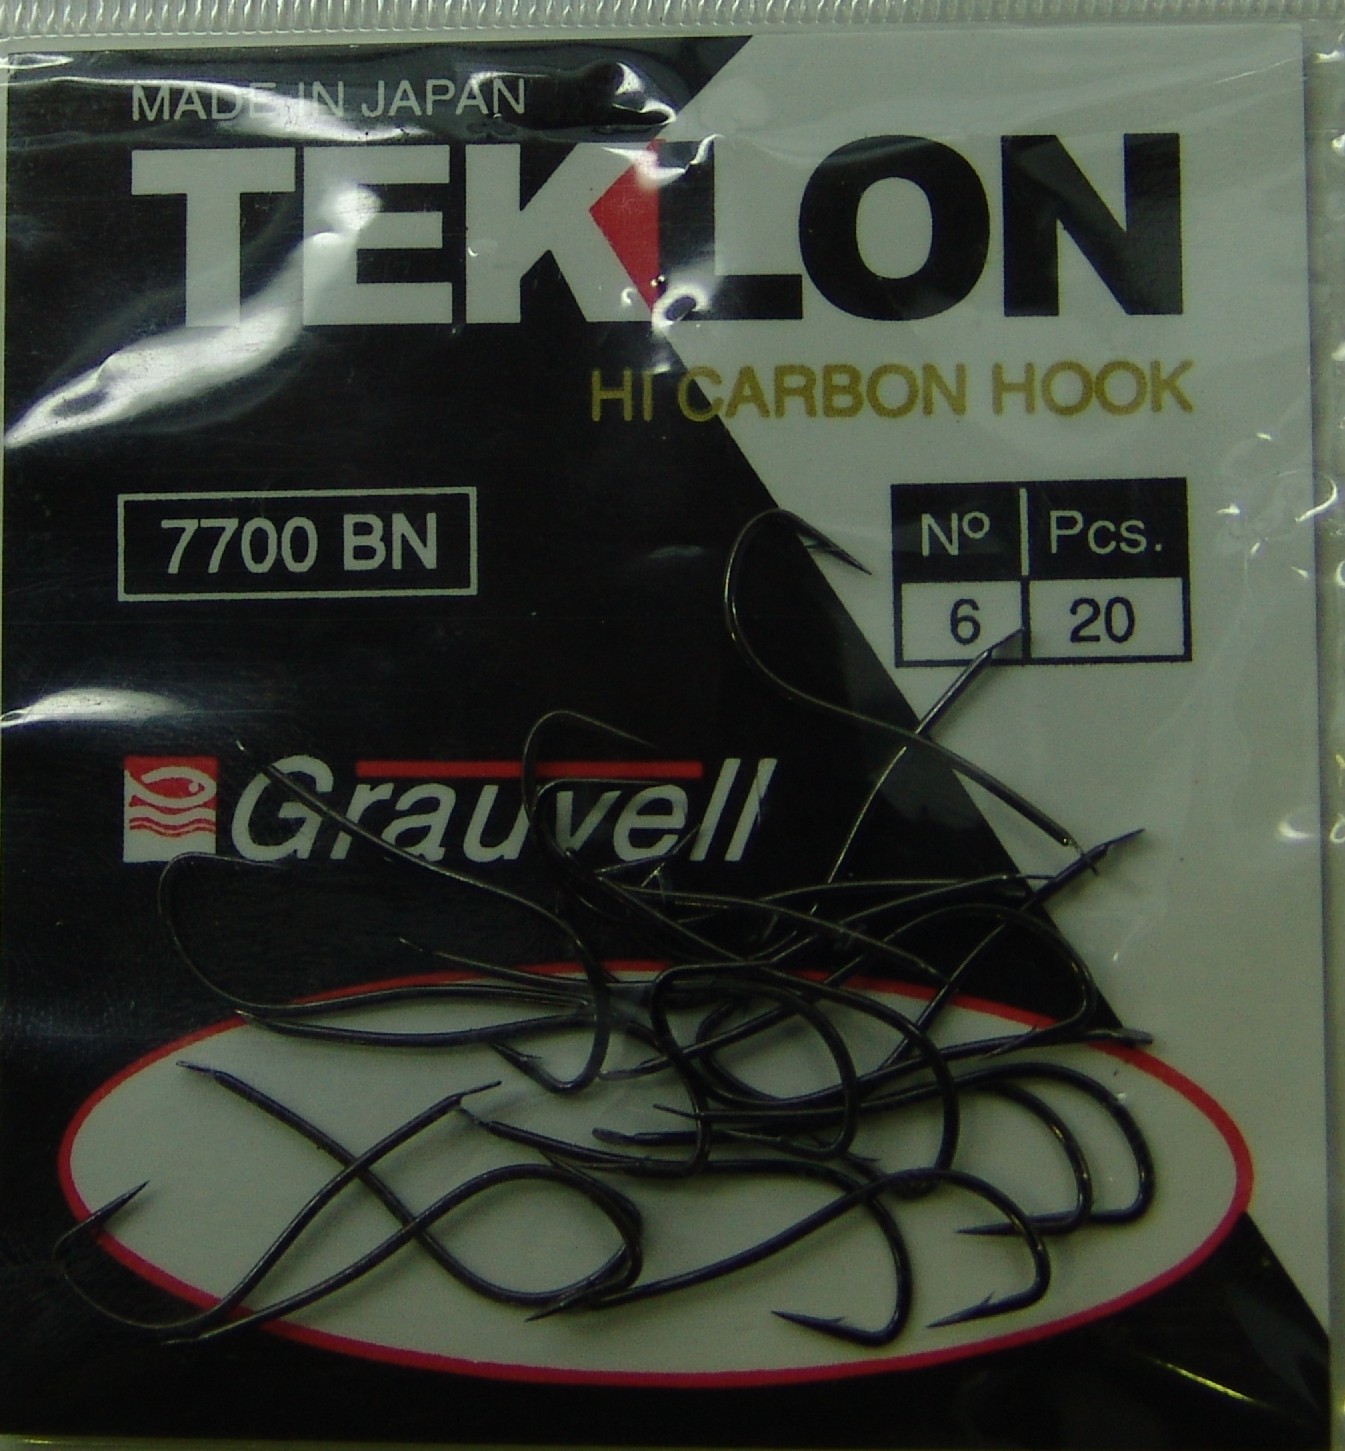 MADE IN JAPAN
TEKLON
HI CARBON HOOK
7700 BN
Nº Pcs.
6 20
Grauvell